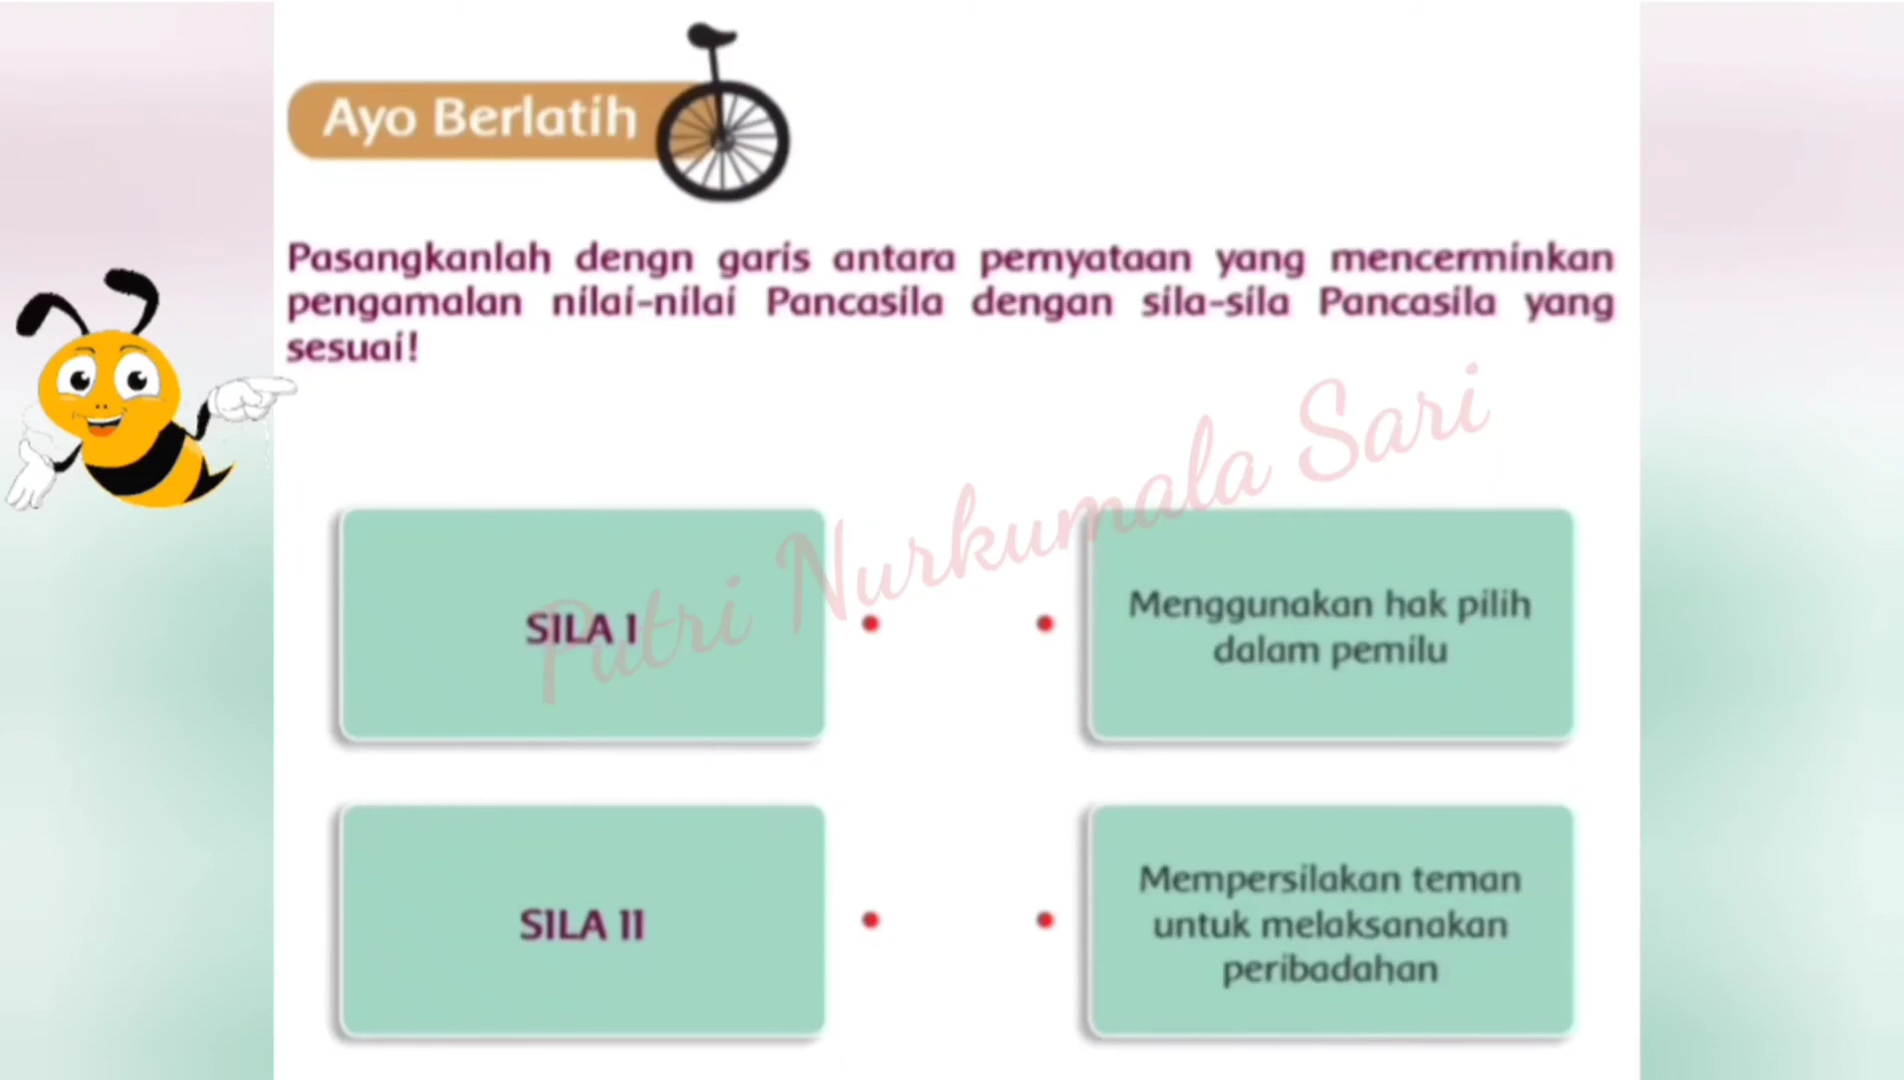 Ayo Berlatih
Pasangkanlah dengn garis antara pernyataan yang mencerminkan
pengamalan nilai-nilai Pancasila dengan sila-sila Pancasila yang
sesuai!
Putri Nurkumala Sari
SILA I
Menggunakan hak pilih
dalam pemilu
SILA II
Mempersilakan teman
untuk melaksanakan
peribadahan